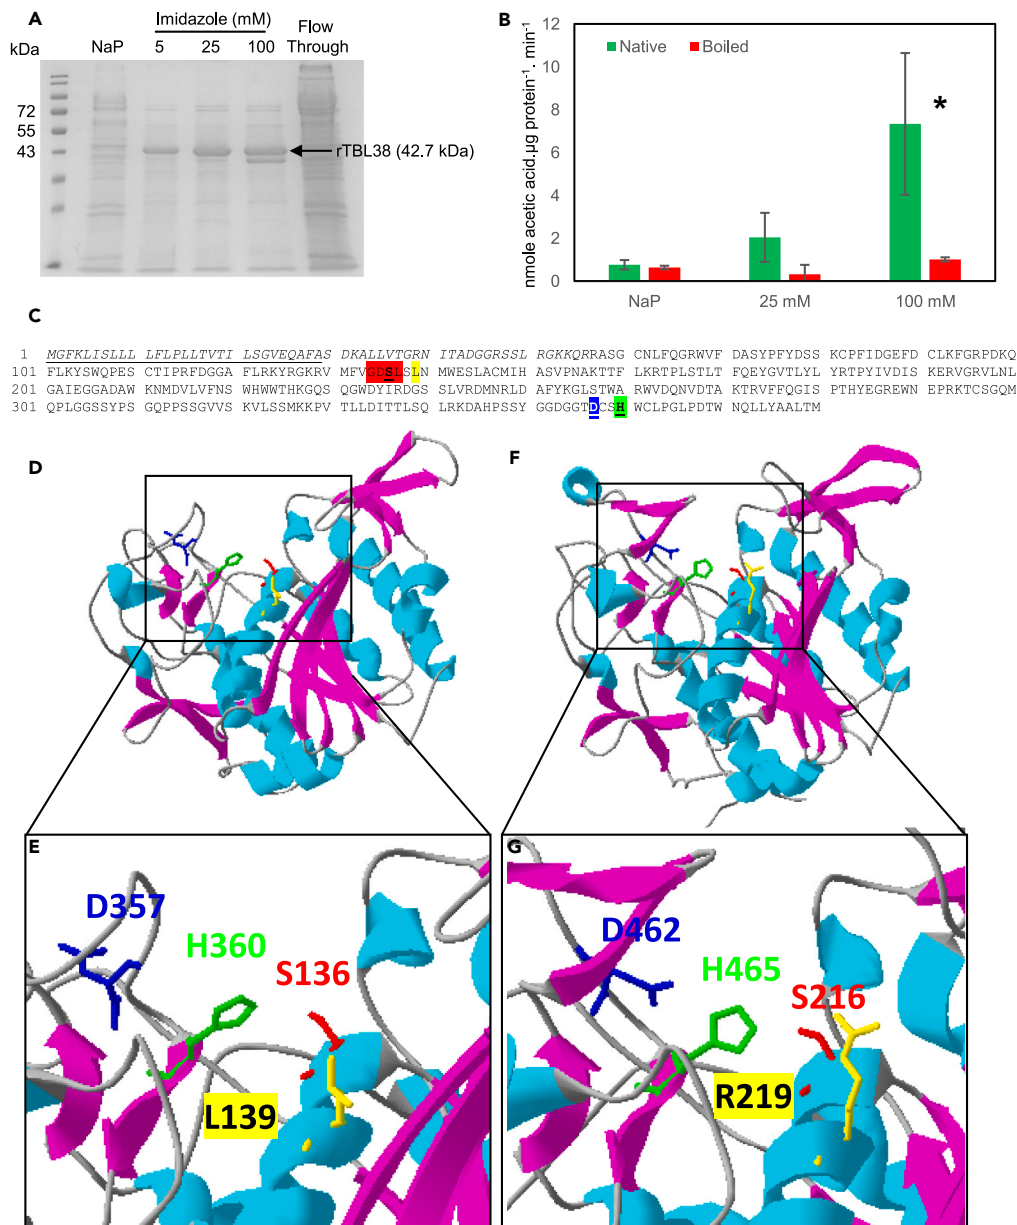 A
Imidazole (mM)
Flow
Through
kDa
NaP
5
25
100
72
55
43
rTBL38 (42.7 kDa)
B
nmole acetic acid.µg protein⁻¹. min⁻¹
12
10
8
6
4
2
0
Native
Boiled
*
NaP
25 mM
100 mM
C
1 MGFKLISLLL LFLPLLTVTI LSGVEQAFAS DKALLVTGRN ITADGGRSSL RGKKQRRASG CNLFQGRWVF DASYPFYDSS KCPFIDGEFD CLKFGRPDKQ
101 FLKYSWQPES CTIPRFDGGA FLRKYRGKRV MFVGDSLSLN MWESLACMIH ASVPNAKTTF LKRTPLSTLT FQEYGVTLYL YRTPYIVDIS KERVGRVLNL
201 GAIEGGADAW KNMDVLVFNS WHWWTHKGQS QGWDYIRDGS SLVRDMNRLD AFYKGLSTWA RWVDQNVDTA KTRVFFQGIS PTHYEGREWN EPRKTCSGQM
301 QPLGGSSYPS GQPPSSGVVS KVLSSMKKPV TLLDITTLSQ LRKDAHPSSY GGDGGTDCSH WCLPGLPDTW NQLLYAALTM
D
F
E
D357
H360
S136
L139
G
D462
H465
S216
R219